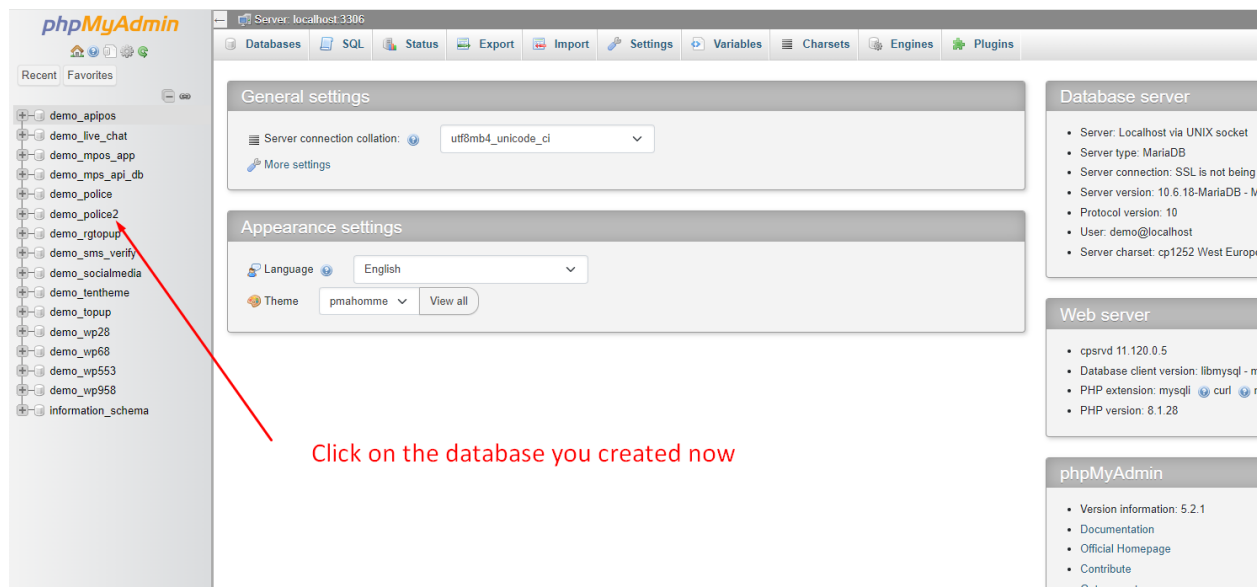 phpMyAdmin
Recent Favorites
demo_apipos
demo_live_chat
demo_mpos_app
demo_mps_api_db
demo_police
demo_police2
demo_rgtopup
demo_sms_verify
demo_socialmedia
demo_tentheme
demo_topup
demo_wp28
demo_wp68
demo_wp553
demo_wp958
information_schema
Server: localhost:3306
Databases SQL Status Export Import Settings Variables Charsets Engines Plugins
General settings
Server connection collation: utf8mb4_unicode_ci
More settings
Appearance settings
Language English
Theme pmahomme View all
Click on the database you created now
Database server
Server: Localhost via UNIX socket
Server type: MariaDB
Server connection: SSL is not being
Server version: 10.6.18-MariaDB - M
Protocol version: 10
User: demo@localhost
Server charset: cp1252 West Europe
Web server
cpsrvd 11.120.0.5
Database client version: libmysql - m
PHP extension: mysqli curl
PHP version: 8.1.28
phpMyAdmin
Version information: 5.2.1
Documentation
Official Homepage
Contribute